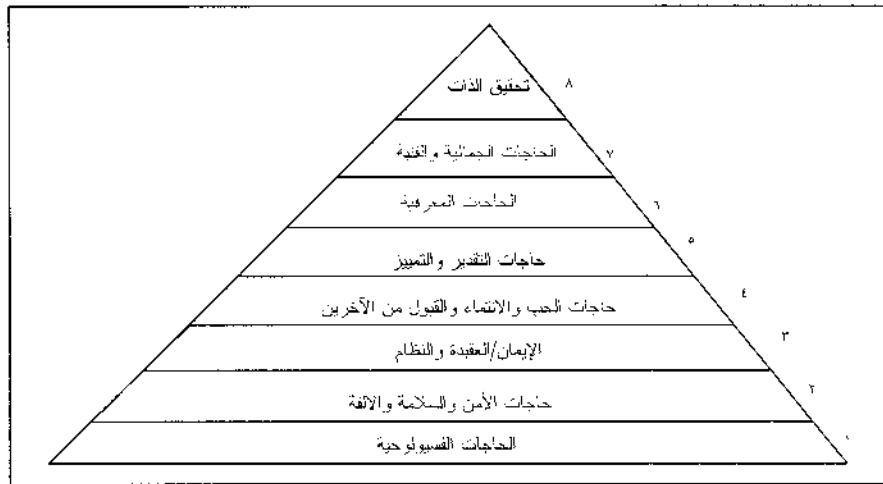 تحقيق الذات ٨
الحاجات الجمالية والفنية ٧
الحاجات المعرفية ٦
حاجات التقدير والتمييز ٥
حاجات الحب والانتماء والقبول من الآخرين ٤
الإيمان/العقيدة والنظام ٣
حاجات الأمن والسلامة والألفة ٢
الحاجات الفسيولوجية ١